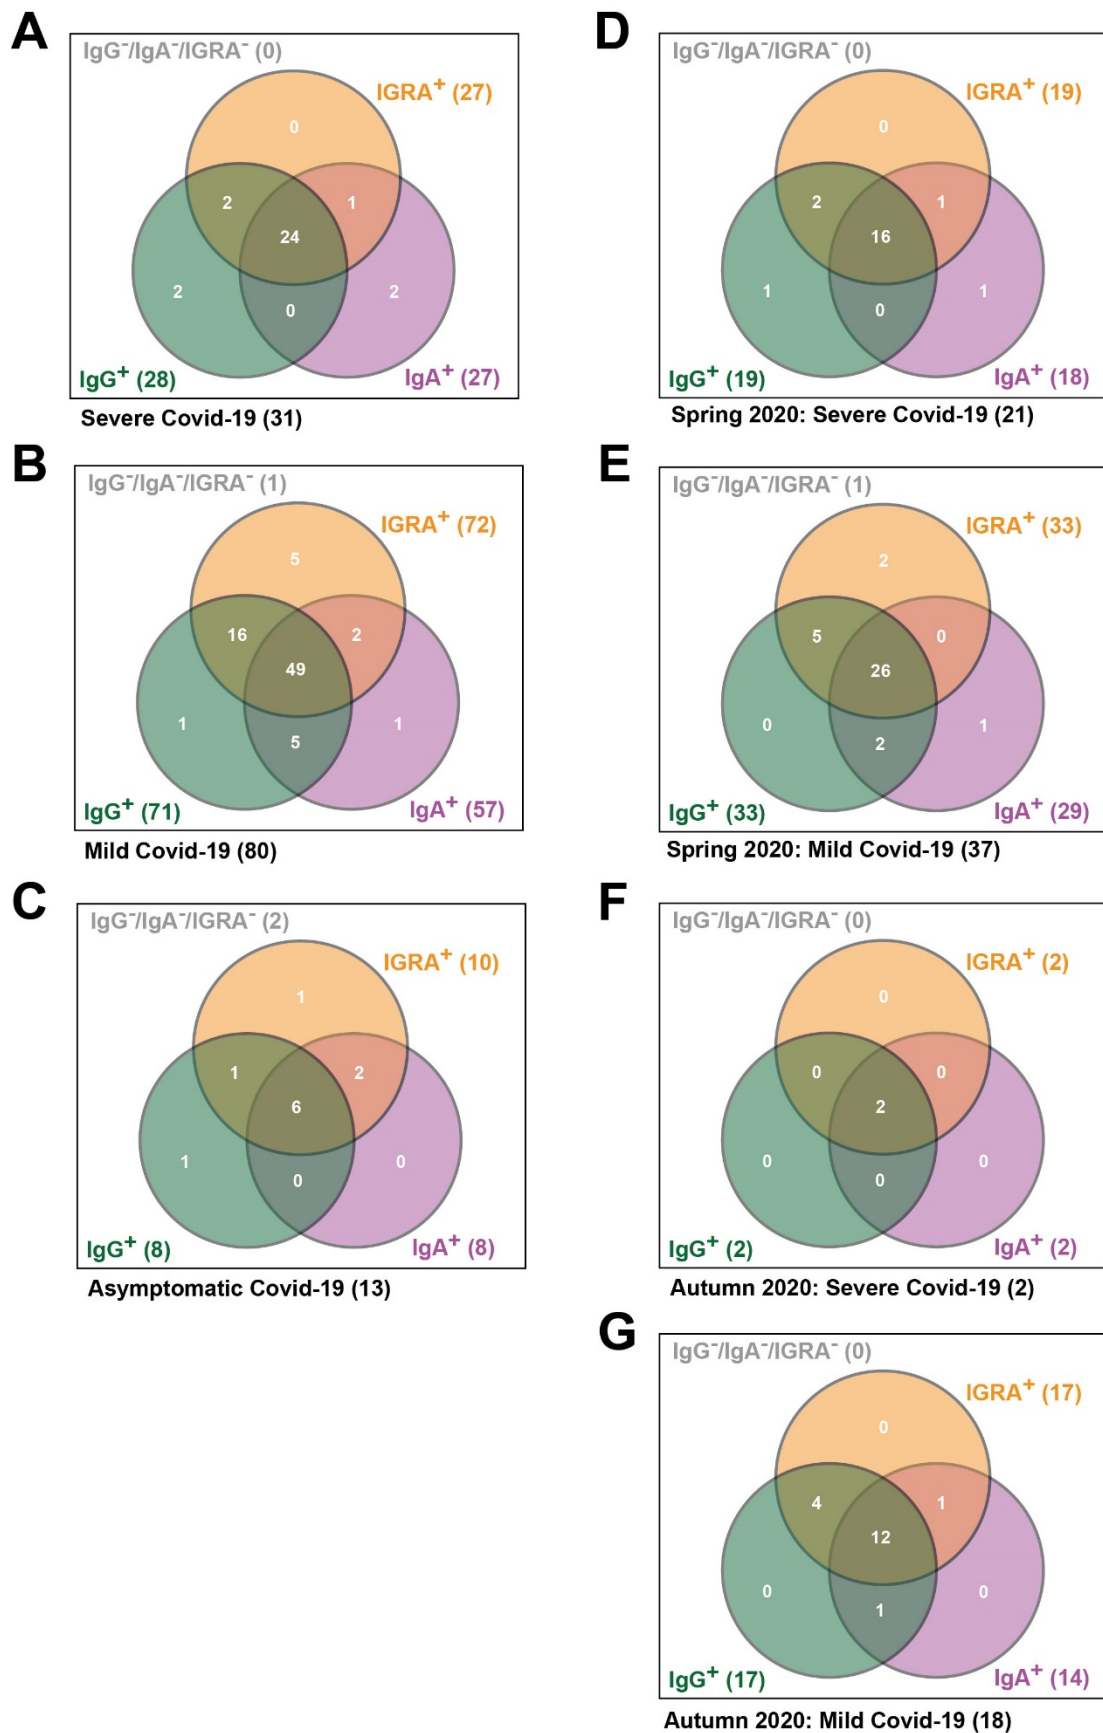 A
IgG⁻/IgA⁻/IGRA⁻ (0)
IGRA⁺ (27)
0
2
1
24
2
2
0
IgG⁺ (28)
IgA⁺ (27)
Severe Covid-19 (31)
B
IgG⁻/IgA⁻/IGRA⁻ (1)
IGRA⁺ (72)
5
16
2
49
1
1
5
IgG⁺ (71)
IgA⁺ (57)
Mild Covid-19 (80)
C
IgG⁻/IgA⁻/IGRA⁻ (2)
IGRA⁺ (10)
1
1
2
6
1
0
0
IgG⁺ (8)
IgA⁺ (8)
Asymptomatic Covid-19 (13)
D
IgG⁻/IgA⁻/IGRA⁻ (0)
IGRA⁺ (19)
0
2
1
16
1
1
0
IgG⁺ (19)
IgA⁺ (18)
Spring 2020: Severe Covid-19 (21)
E
IgG⁻/IgA⁻/IGRA⁻ (1)
IGRA⁺ (33)
2
5
0
26
0
1
2
IgG⁺ (33)
IgA⁺ (29)
Spring 2020: Mild Covid-19 (37)
F
IgG⁻/IgA⁻/IGRA⁻ (0)
IGRA⁺ (2)
0
0
0
2
0
0
0
IgG⁺ (2)
IgA⁺ (2)
Autumn 2020: Severe Covid-19 (2)
G
IgG⁻/IgA⁻/IGRA⁻ (0)
IGRA⁺ (17)
0
4
1
12
0
0
1
IgG⁺ (17)
IgA⁺ (14)
Autumn 2020: Mild Covid-19 (18)